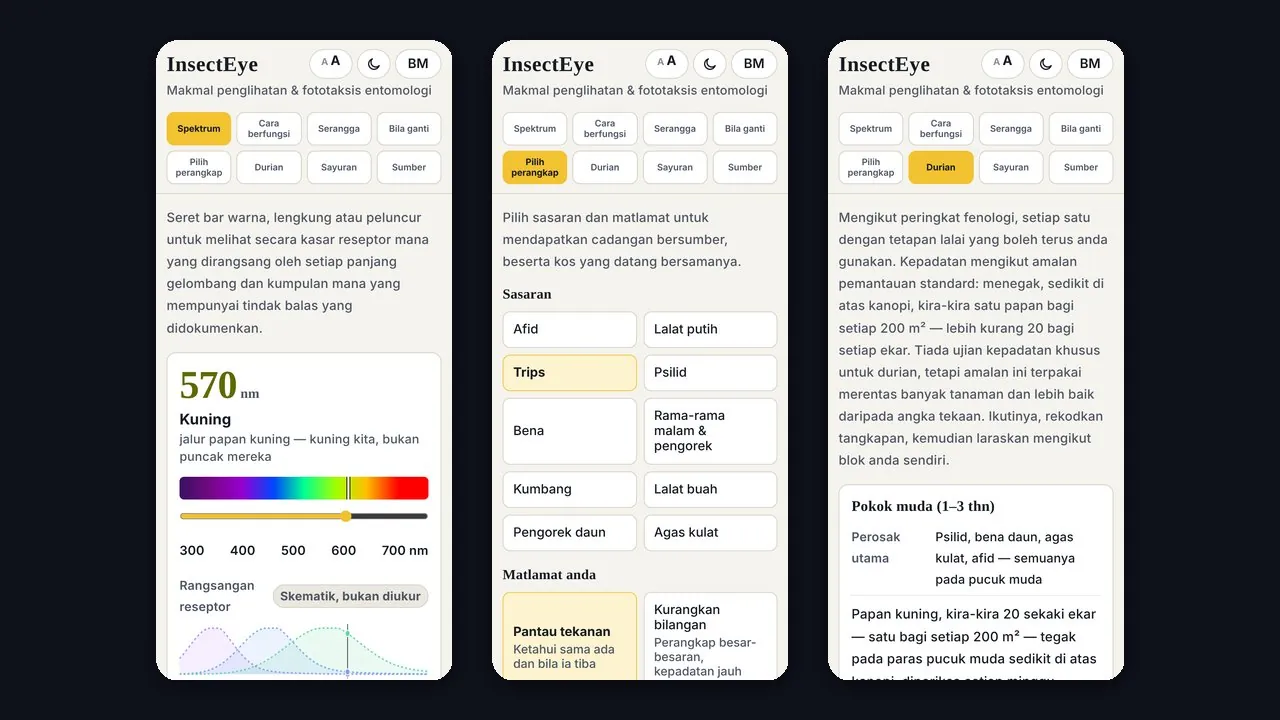 InsectEye
A A
BM
Makmal penglihatan & fototaksis entomologi
Spektrum
Cara
berfungsi
Serangga
Bila ganti
Pilih
perangkap
Durian
Sayuran
Sumber
Seret bar warna, lengkung atau peluncur
untuk melihat secara kasar reseptor mana
yang dirangsang oleh setiap panjang
gelombang dan kumpulan mana yang
mempunyai tindak balas yang
didokumenkan.
570 nm
Kuning
jalur papan kuning — kuning kita, bukan
puncak mereka
300 400 500 600 700 nm
Rangsangan
reseptor
Skematik, bukan diukur
InsectEye
A A
BM
Makmal penglihatan & fototaksis entomologi
Spektrum
Cara
berfungsi
Serangga
Bila ganti
Pilih
perangkap
Durian
Sayuran
Sumber
Pilih sasaran dan matlamat untuk
mendapatkan cadangan bersumber,
beserta kos yang datang bersamanya.
Sasaran
Afid
Lalat putih
Trips
Psilid
Bena
Rama-rama
malam &
pengorek
Kumbang
Lalat buah
Pengorek daun
Agas kulat
Matlamat anda
Pantau tekanan
Ketahui sama ada
dan bila ia tiba
Kurangkan
bilangan
Perangkap besar-
besaran,
kepadatan jauh
InsectEye
A A
BM
Makmal penglihatan & fototaksis entomologi
Spektrum
Cara
berfungsi
Serangga
Bila ganti
Pilih
perangkap
Durian
Sayuran
Sumber
Mengikut peringkat fenologi, setiap satu
dengan tetapan lalai yang boleh terus anda
gunakan. Kepadatan mengikut amalan
pemantauan standard: menegak, sedikit di
atas kanopi, kira-kira satu papan bagi
setiap 200 m² — lebih kurang 20 bagi
setiap ekar. Tiada ujian kepadatan khusus
untuk durian, tetapi amalan ini terpakai
merentas banyak tanaman dan lebih baik
daripada angka tekaan. Ikutinya, rekodkan
tangkapan, kemudian laraskan mengikut
blok anda sendiri.
Pokok muda (1–3 thn)
Perosak
utama
Psilid, bena daun, agas
kulat, afid — semuanya
pada pucuk muda
Papan kuning, kira-kira 20 sekaki ekar
— satu bagi setiap 200 m² — tegak
pada paras pucuk muda sedikit di atas